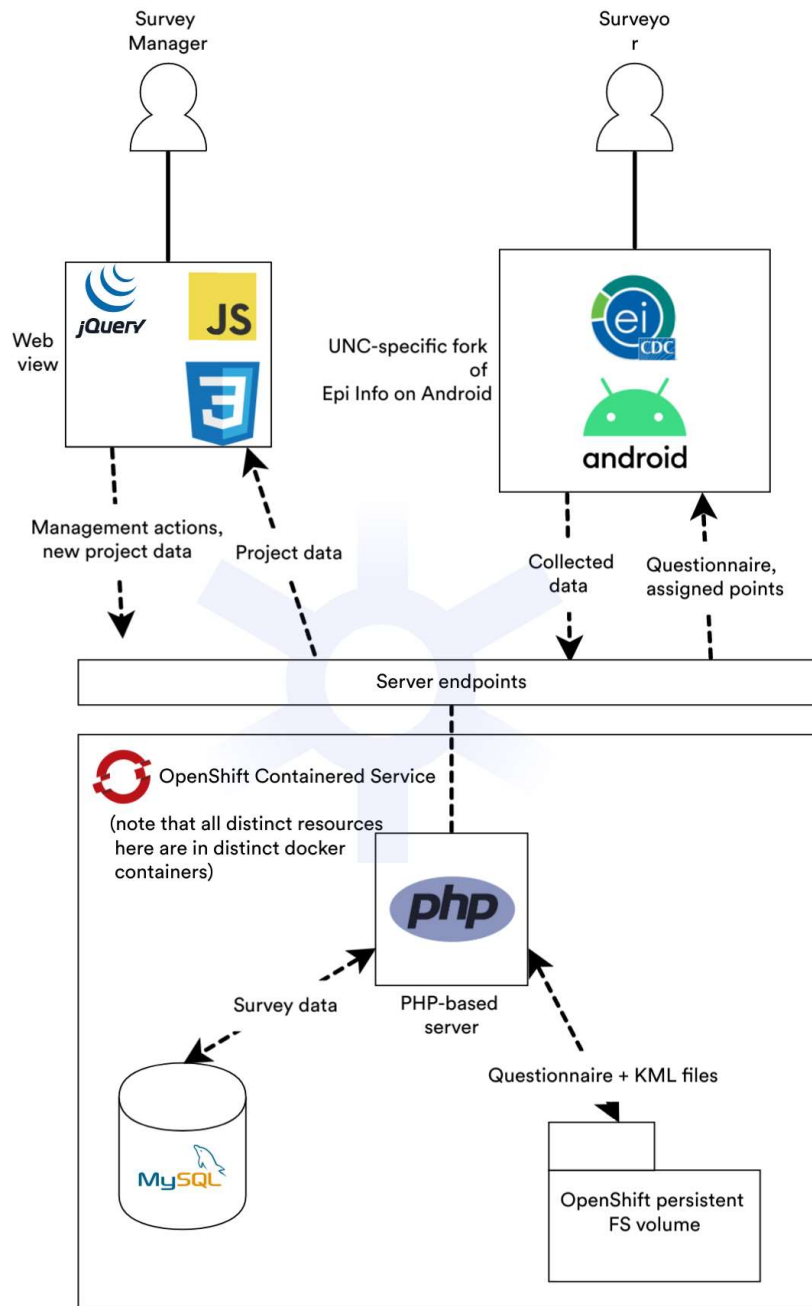 Survey
Manager
Surveyo
r
jQuery
JS
3
Web
view
UNC-specific fork
of
Epi Info on Android
ei
CDC
android
Management actions,
new project data
Project data
Collected
data
Questionnaire,
assigned points
Server endpoints
OpenShift Containered Service
(note that all distinct resources
here are in distinct docker
containers)
php
PHP-based
server
Survey data
Questionnaire + KML files
MySQL
OpenShift persistent
FS volume